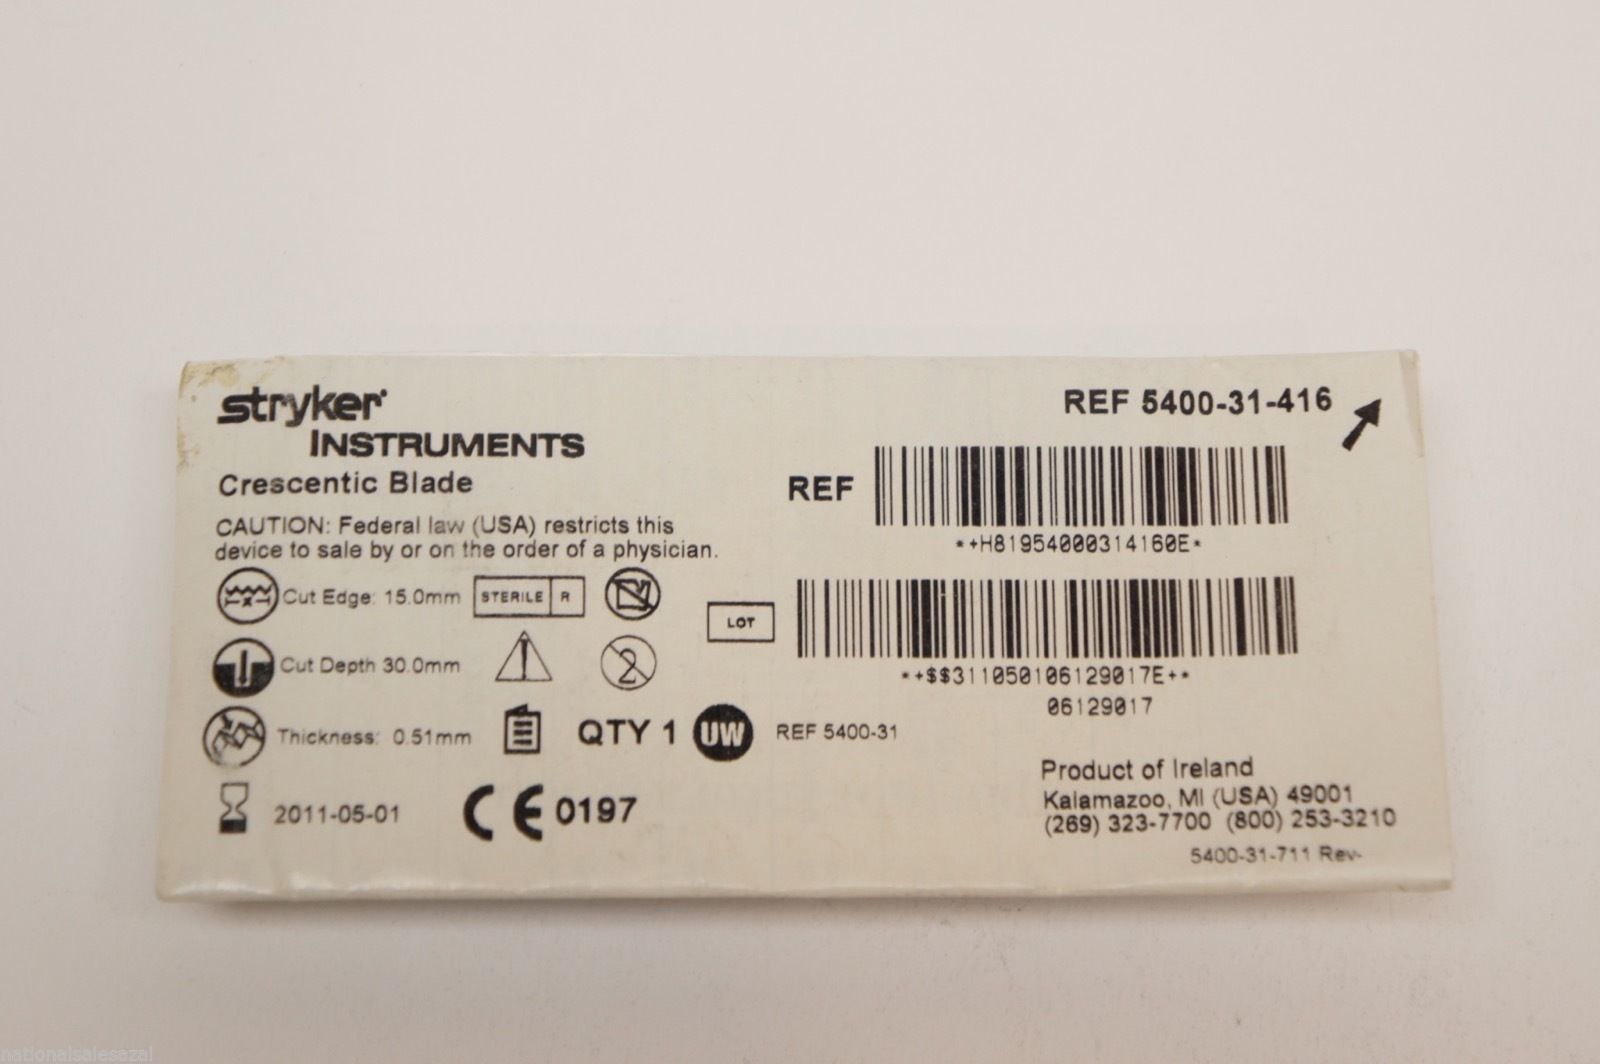 stryker
INSTRUMENTS
Crescentic Blade
CAUTION: Federal law (USA) restricts this
device to sale by or on the order of a physician.
Cut Edge: 15.0mm STERILE R
Cut Depth 30.0mm 2
Thickness: 0.51mm QTY 1 UW REF 5400-31
2011-05-01 CE 0197
REF 5400-31-416
REF
*+H81954000314160E*
LOT
*+$$311050106129017E+*
06129017
Product of Ireland
Kalamazoo, MI (USA) 49001
(269) 323-7700 (800) 253-3210
5400-31-711 Rev-
nationalsalesazal